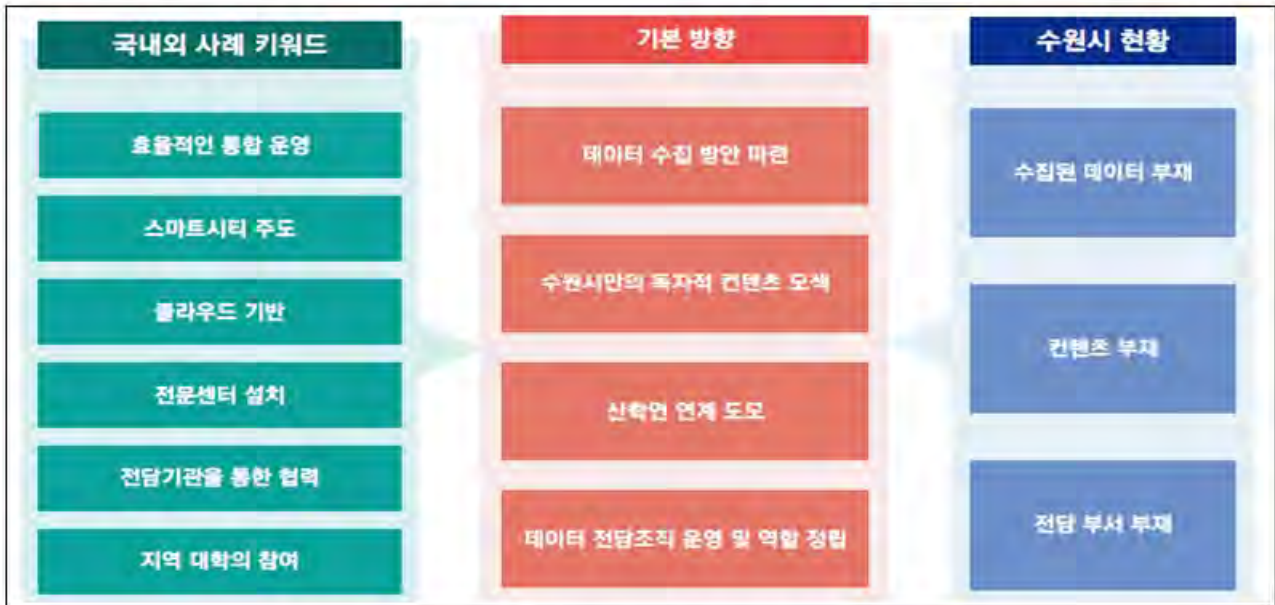 국내외 사례 키워드
효율적인 통합 운영
스마트시티 주도
클라우드 기반
전문센터 설치
전담기관을 통한 협력
지역 대학의 참여
기본 방향
데이터 수집 방안 마련
수원시만의 독자적 컨텐츠 모색
산학연 연계 도모
데이터 전담조직 운영 및 역할 정립
수원시 현황
수집된 데이터 부재
컨텐츠 부재
전담 부서 부재